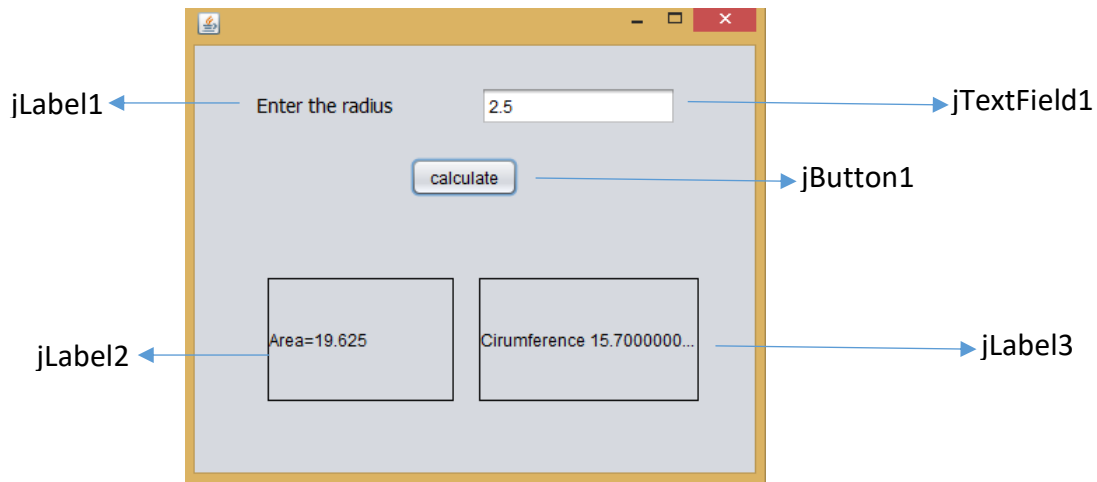 jLabel1
Enter the radius
2.5
jTextField1
calculate
jButton1
Area=19.625
Cirumference 15.7000000...
jLabel2
jLabel3